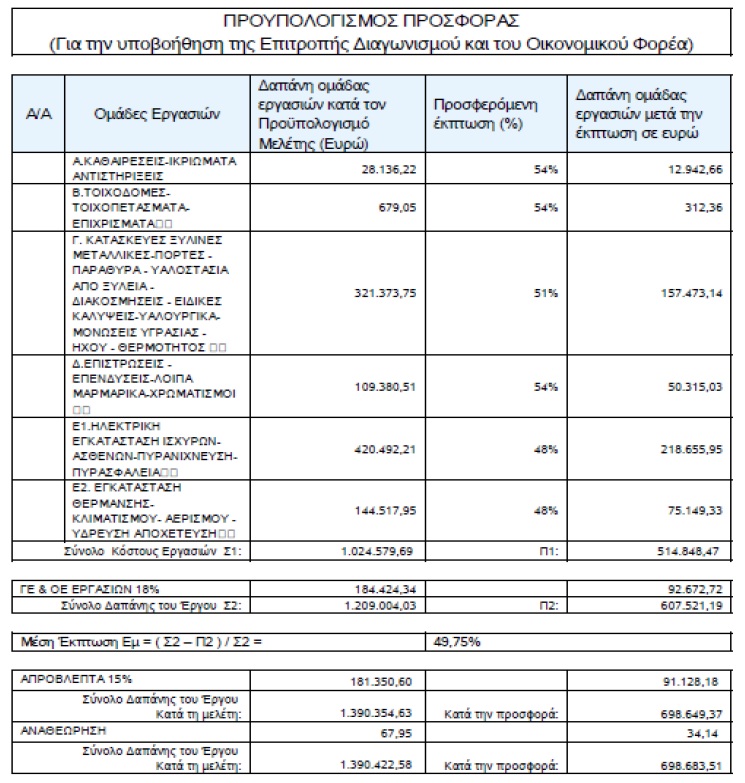 ΠΡΟΥΠΟΛΟΓΙΣΜΟΣ ΠΡΟΣΦΟΡΑΣ
(Για την υποβοήθηση της Επιτροπής Διαγωνισμού και του Οικονομικού Φορέα)
Α/Α
Ομάδες Εργασιών
Δαπάνη ομάδας
εργασιών κατά τον
Προϋπολογισμό
Μελέτης (Ευρώ)
Προσφερόμενη
έκπτωση (%)
Δαπάνη ομάδας
εργασιών μετά την
έκπτωση σε ευρώ
Α.ΚΑΘΑΙΡΕΣΕΙΣ-ΙΚΡΙΩΜΑΤΑ
ΑΝΤΙΣΤΗΡΙΞΕΙΣ
28.136,22 54% 12.942,66
Β.ΤΟΙΧΟΔΟΜΕΣ-
ΤΟΙΧΟΠΕΤΑΣΜΑΤΑ-
ΕΠΙΧΡΙΣΜΑΤΑ□□
679,05 54% 312,36
Γ. ΚΑΤΑΣΚΕΥΕΣ ΞΥΛΙΝΕΣ
ΜΕΤΑΛΛΙΚΕΣ-ΠΟΡΤΕΣ -
ΠΑΡΑΘΥΡΑ - ΥΑΛΟΣΤΑΣΙΑ
ΑΠΟ ΞΥΛΕΙΑ -
ΔΙΑΚΟΣΜΗΣΕΙΣ - ΕΙΔΙΚΕΣ
ΚΑΛΥΨΕΙΣ-ΥΑΛΟΥΡΓΙΚΑ-
ΜΟΝΩΣΕΙΣ ΥΓΡΑΣΙΑΣ -
ΗΧΟΥ - ΘΕΡΜΟΤΗΤΟΣ □□
321.373,75 51% 157.473,14
Δ.ΕΠΙΣΤΡΩΣΕΙΣ -
ΕΠΕΝΔΥΣΕΙΣ-ΛΟΙΠΑ
ΜΑΡΜΑΡΙΚΑ-ΧΡΩΜΑΤΙΣΜΟΙ
□□
109.380,51 54% 50.315,03
Ε1.ΗΛΕΚΤΡΙΚΗ
ΕΓΚΑΤΑΣΤΑΣΗ ΙΣΧΥΡΩΝ-
ΑΣΘΕΝΩΝ-ΠΥΡΑΝΙΧΝΕΥΣΗ-
ΠΥΡΑΣΦΑΛΕΙΑ□□
420.492,21 48% 218.655,95
Ε2. ΕΓΚΑΤΑΣΤΑΣΗ
ΘΕΡΜΑΝΣΗΣ-
ΚΛΙΜΑΤΙΣΜΟΥ- ΑΕΡΙΣΜΟΥ -
ΥΔΡΕΥΣΗ ΑΠΟΧΕΤΕΥΣΗ□□
144.517,95 48% 75.149,33
Σύνολο Κόστους Εργασιών Σ1: 1.024.579,69 Π1: 514.848,47
ΓΕ & ΟΕ ΕΡΓΑΣΙΩΝ 18% 184.424,34 92.672,72
Σύνολο Δαπάνης του Έργου Σ2: 1.209.004,03 Π2: 607.521,19
Μέση Έκπτωση Εμ = ( Σ2 – Π2 ) / Σ2 = 49,75%
ΑΠΡΟΒΛΕΠΤΑ 15% 181.350,60 91.128,18
Σύνολο Δαπάνης του Έργου
Κατά τη μελέτη: 1.390.354,63 Κατά την προσφορά: 698.649,37
ΑΝΑΘΕΩΡΗΣΗ 67,95 34,14
Σύνολο Δαπάνης του Έργου
Κατά τη μελέτη: 1.390.422,58 Κατά την προσφορά: 698.683,51